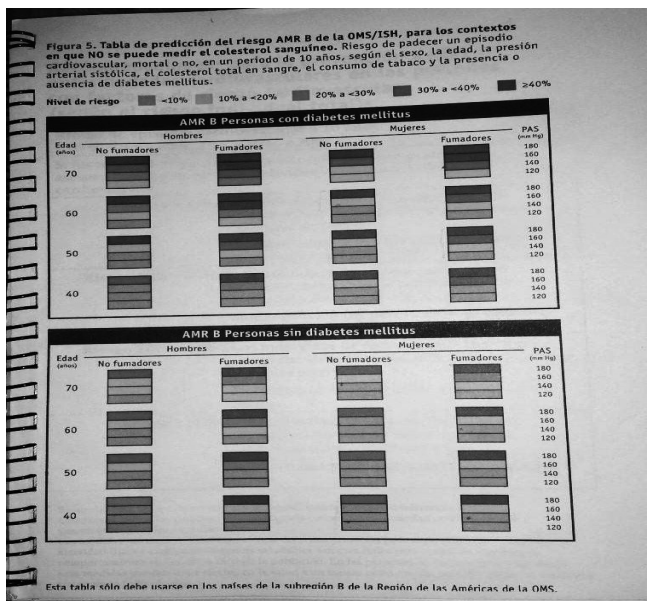 Figura 5. Tabla de predicción del riesgo AMR B de la OMS/ISH, para los contextos
en que NO se puede medir el colesterol sanguíneo. Riesgo de padecer un episodio
cardiovascular, mortal o no, en un periodo de 10 años, según el sexo, la edad, la presión
arterial sistólica, el colesterol total en sangre, el consumo de tabaco y la presencia o
ausencia de diabetes mellitus.
Nivel de riesgo <10% 10% a <20% 20% a <30% 30% a <40% ≥40%
AMR B Personas con diabetes mellitus
Hombres Mujeres
Edad (años) No fumadores Fumadores No fumadores Fumadores PAS (mm Hg)
180
160
70 140
120
180
160
60 140
120
180
160
50 140
120
180
160
40 140
120
AMR B Personas sin diabetes mellitus
Hombres Mujeres
Edad (años) No fumadores Fumadores No fumadores Fumadores PAS (mm Hg)
180
160
70 140
120
180
160
60 140
120
180
160
50 140
120
180
160
40 140
120
Esta tabla sólo debe usarse en los países de la subregión B de la Región de las Américas de la OMS.